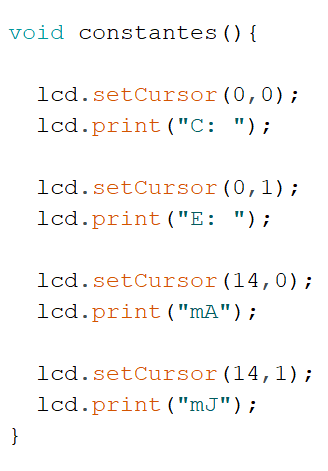 void constantes(){
lcd.setCursor(0,0);
lcd.print("C: ");
lcd.setCursor(0,1);
lcd.print("E: ");
lcd.setCursor(14,0);
lcd.print("mA");
lcd.setCursor(14,1);
lcd.print("mJ");
}